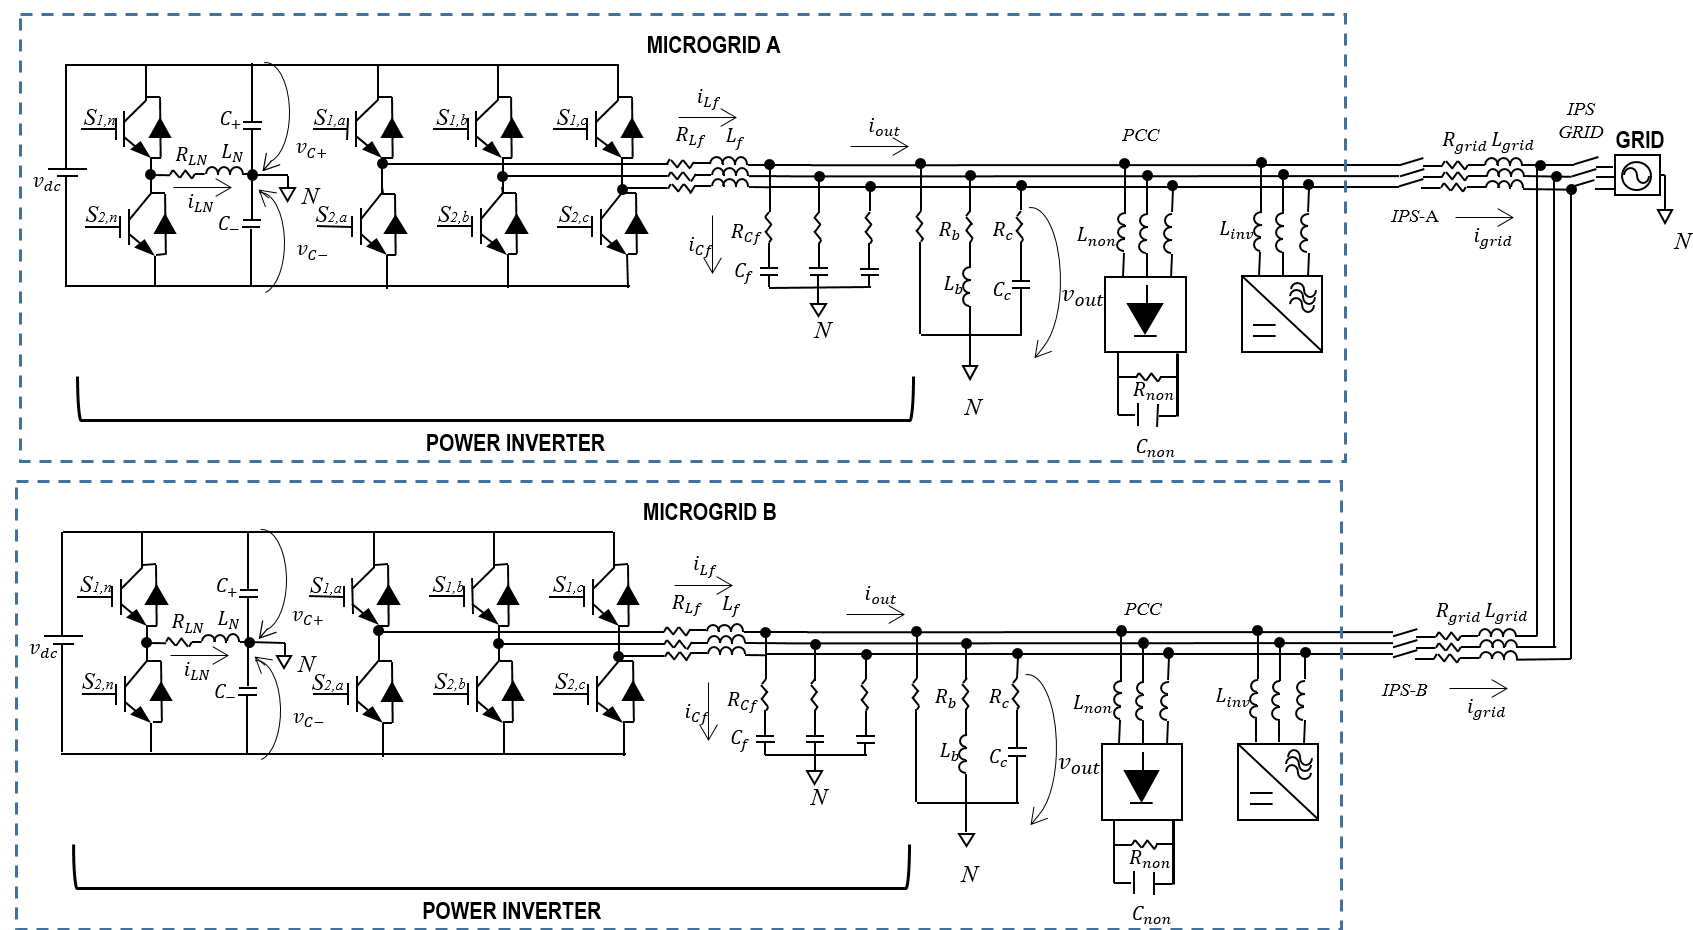 MICROGRID A
S1,n
C+
vC+
S1,a
S1,b
S1,c
iLf
RLf Lf
iout
PCC
IPS
GRID
GRID
Rgrid Lgrid
RLN LN
vdc
iLN
N
S2,n
C−
vC−
S2,a
S2,b
S2,c
iCf
RCf
Cf
N
Rb
Rc
Lb
Cc
vout
N
Lnon
Linv
IPS-A
igrid
N
Rnon
Cnon
POWER INVERTER
MICROGRID B
S1,n
C+
vC+
S1,a
S1,b
S1,c
iLf
RLf Lf
iout
PCC
Rgrid Lgrid
RLN LN
vdc
iLN
N
S2,n
C−
vC−
S2,a
S2,b
S2,c
iCf
RCf
Cf
N
Rb
Rc
Lb
Cc
vout
N
Lnon
Linv
IPS-B
igrid
Rnon
Cnon
POWER INVERTER